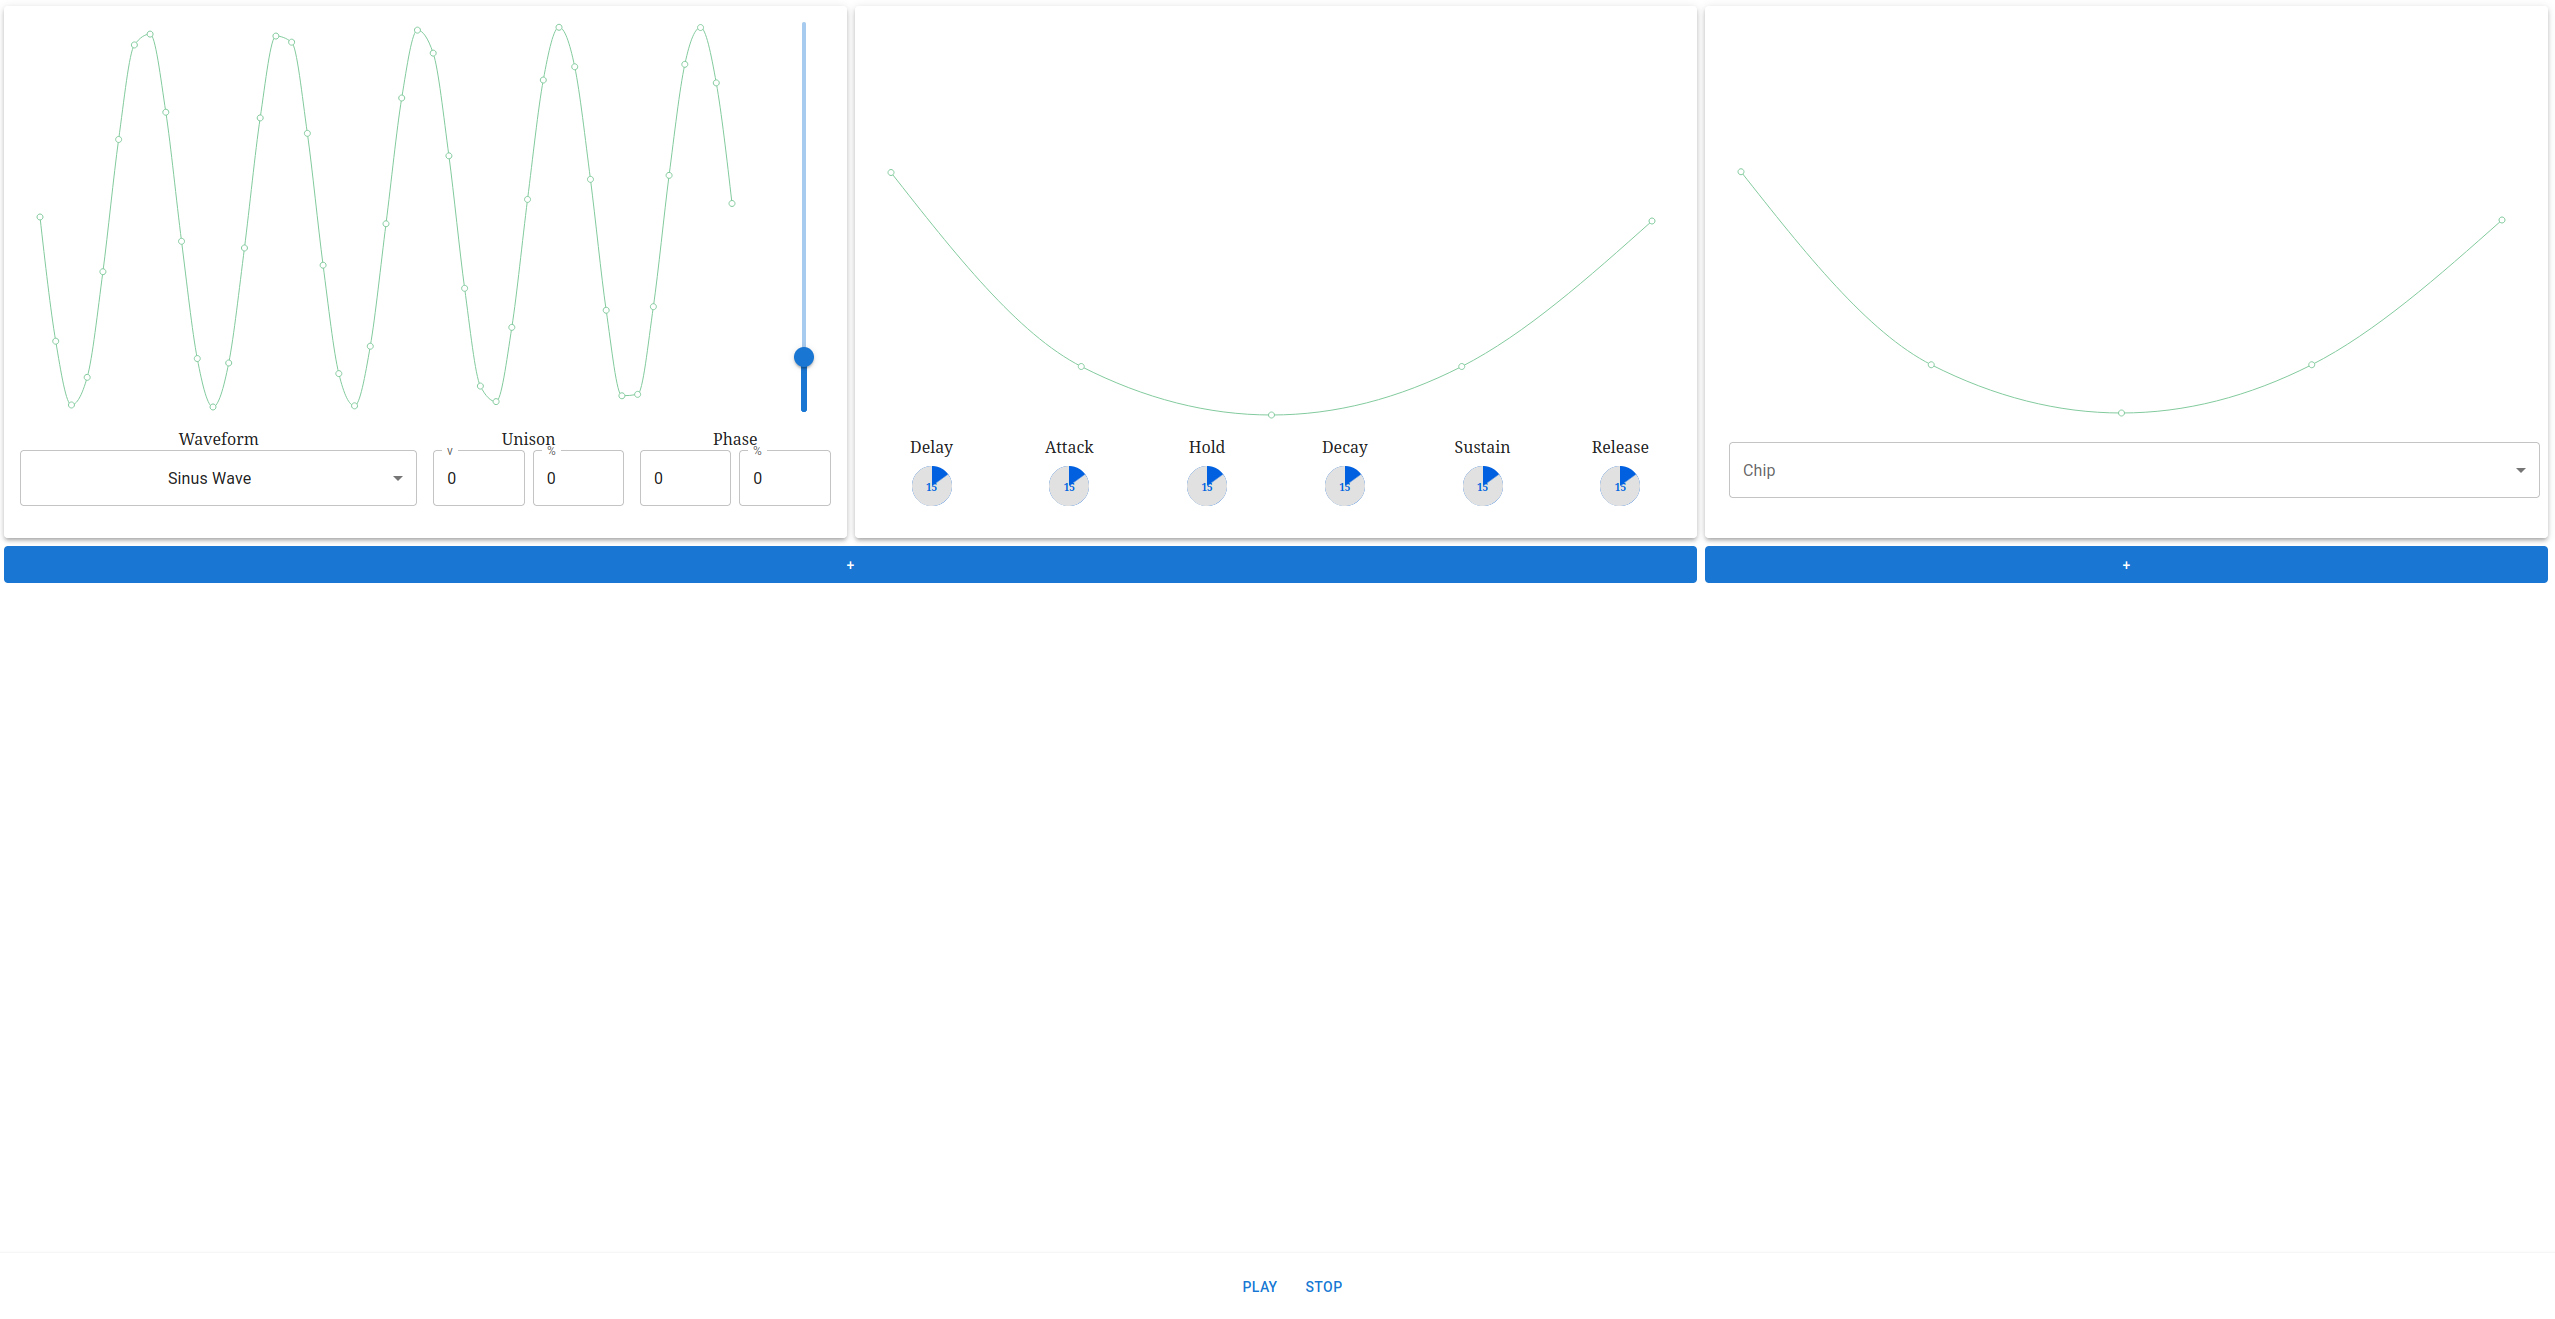 Waveform Unison Phase
v % %
Sinus Wave 0 0 0 0
Delay Attack Hold Decay Sustain Release
15 15 15 15 15 15
Chip
+ +
PLAY STOP